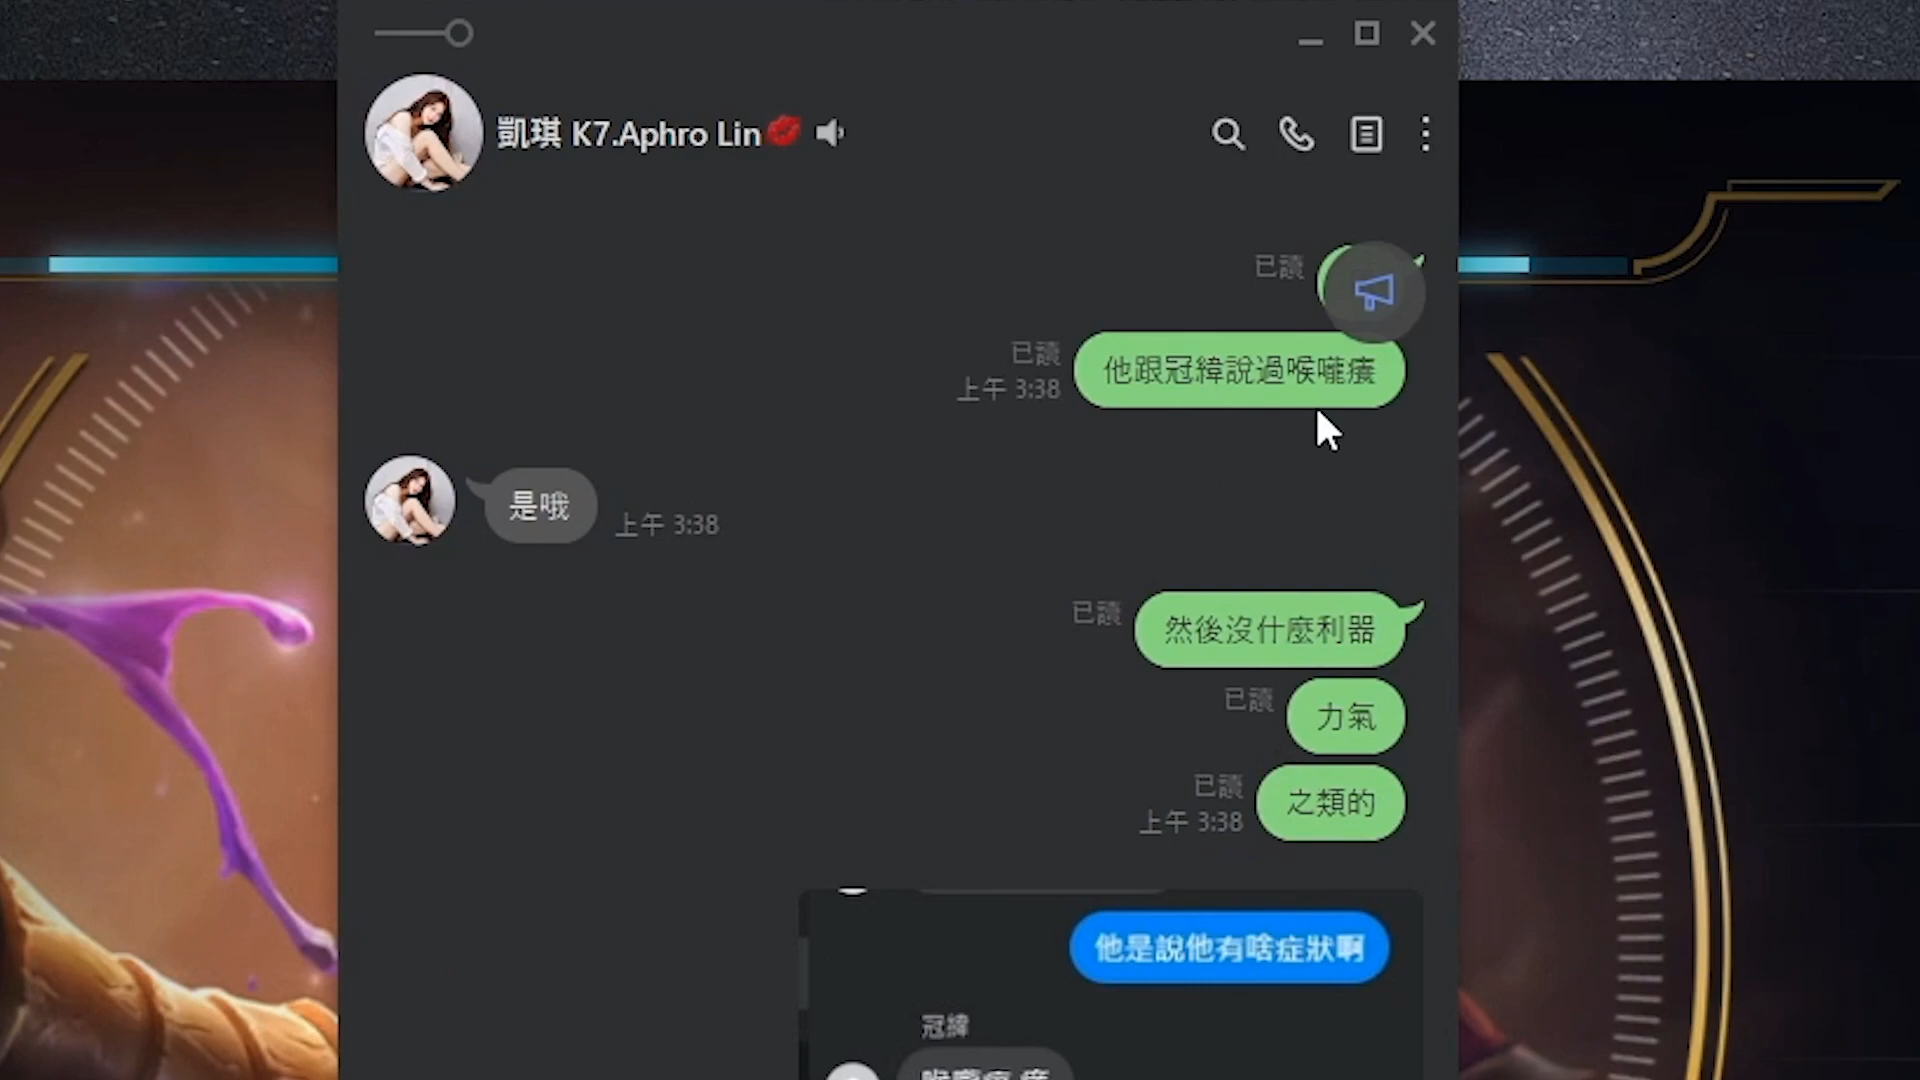 凱琪 K7.Aphro Lin
已讀
已讀
上午 3:38
他跟冠緯說過喉嚨癢
是哦
上午 3:38
已讀
然後沒什麼利器
已讀
力氣
已讀
上午 3:38
之類的
他是說他有啥症狀啊
冠緯